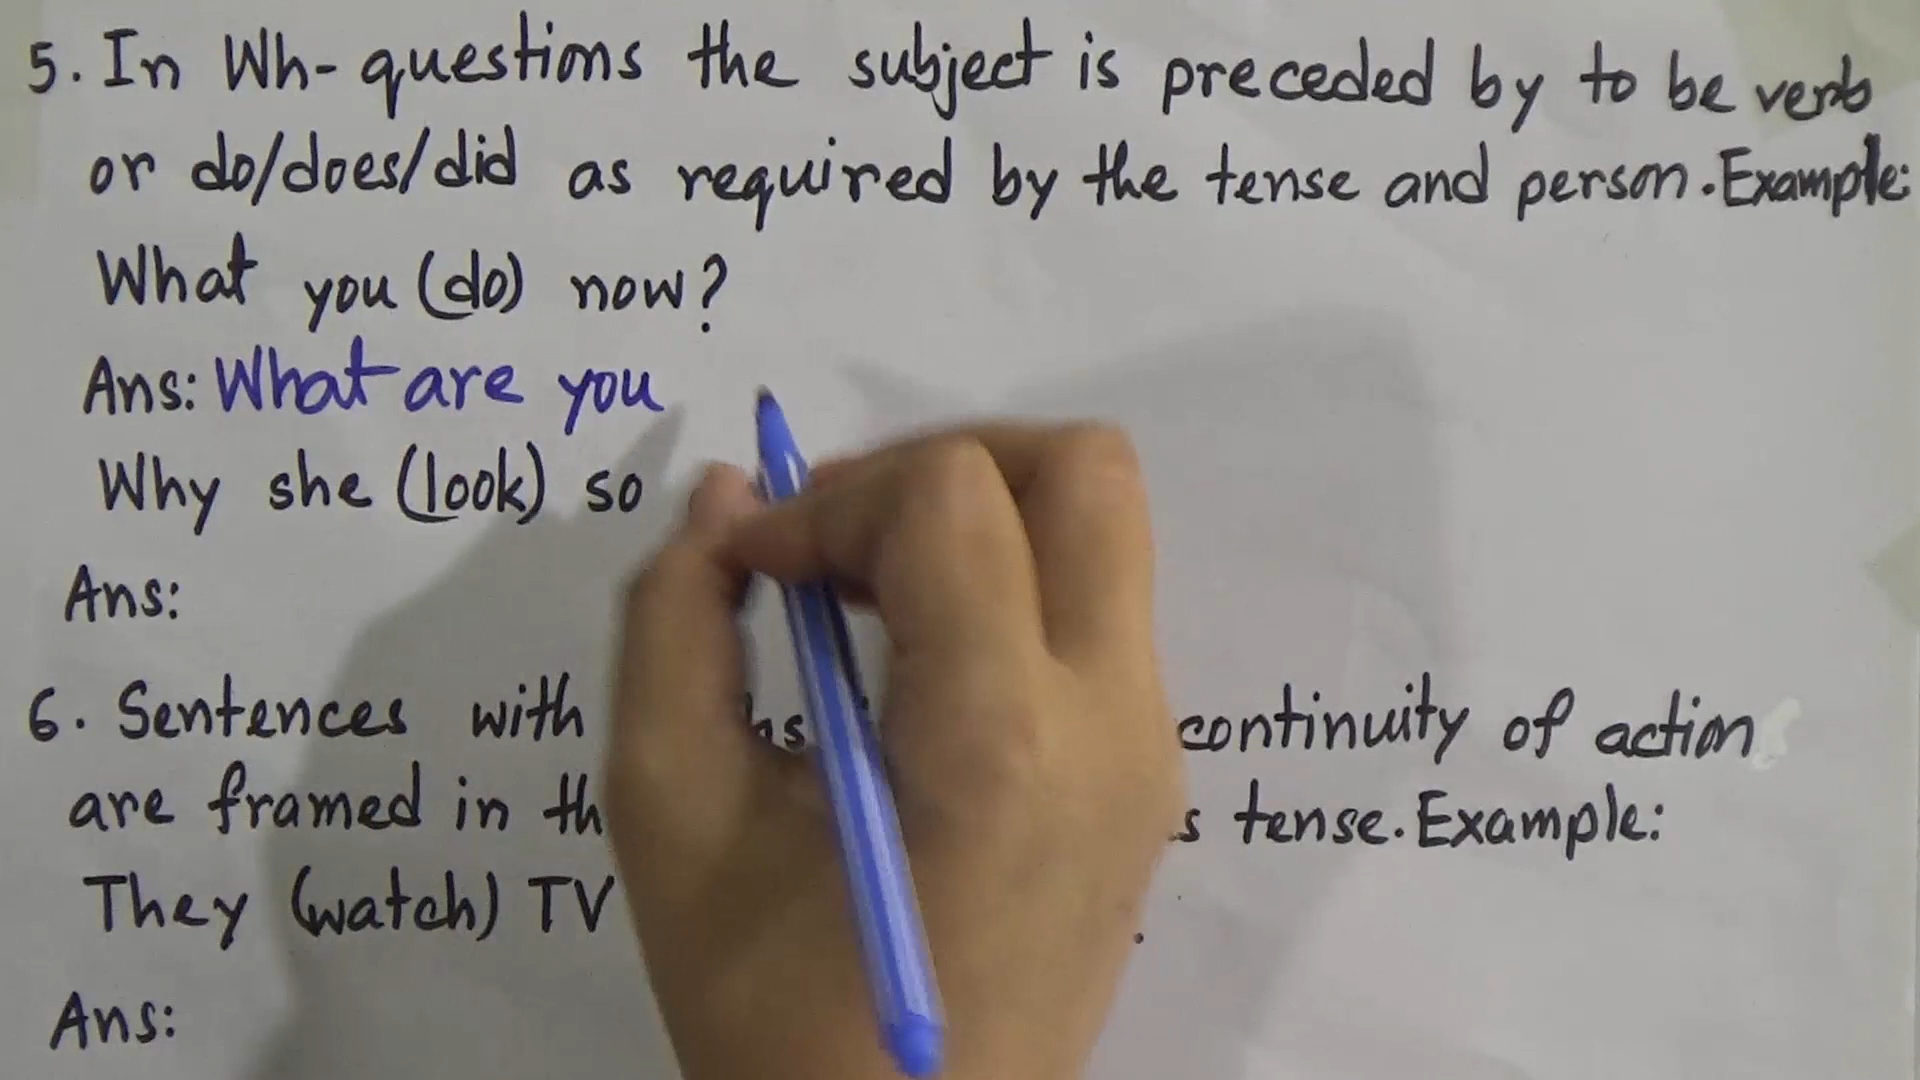 5. In Wh-questions the subject is preceded by to be verb
or do/does/did as required by the tense and person. Example:
What you (do) now?
Ans: What are you
Why she (look) so
Ans:
6. Sentences with continuity of action
are framed in tense. Example:
They (watch) TV
Ans: